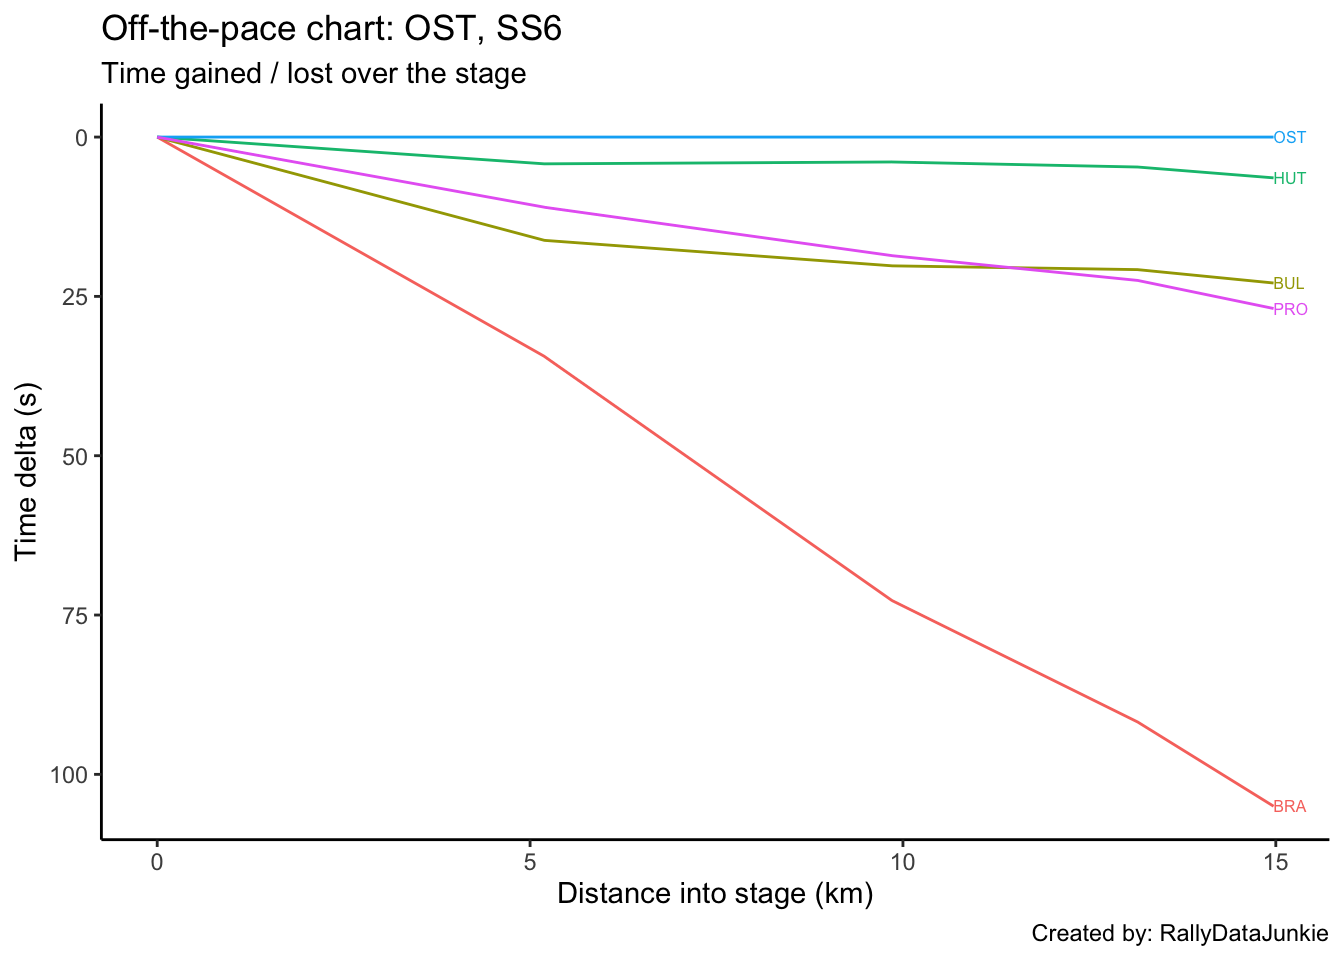 Off-the-pace chart: OST, SS6
Time gained / lost over the stage
Time delta (s)
0
25
50
75
100
OST
HUT
BUL
PRO
BRA
0 5 10 15
Distance into stage (km)
Created by: RallyDataJunkie